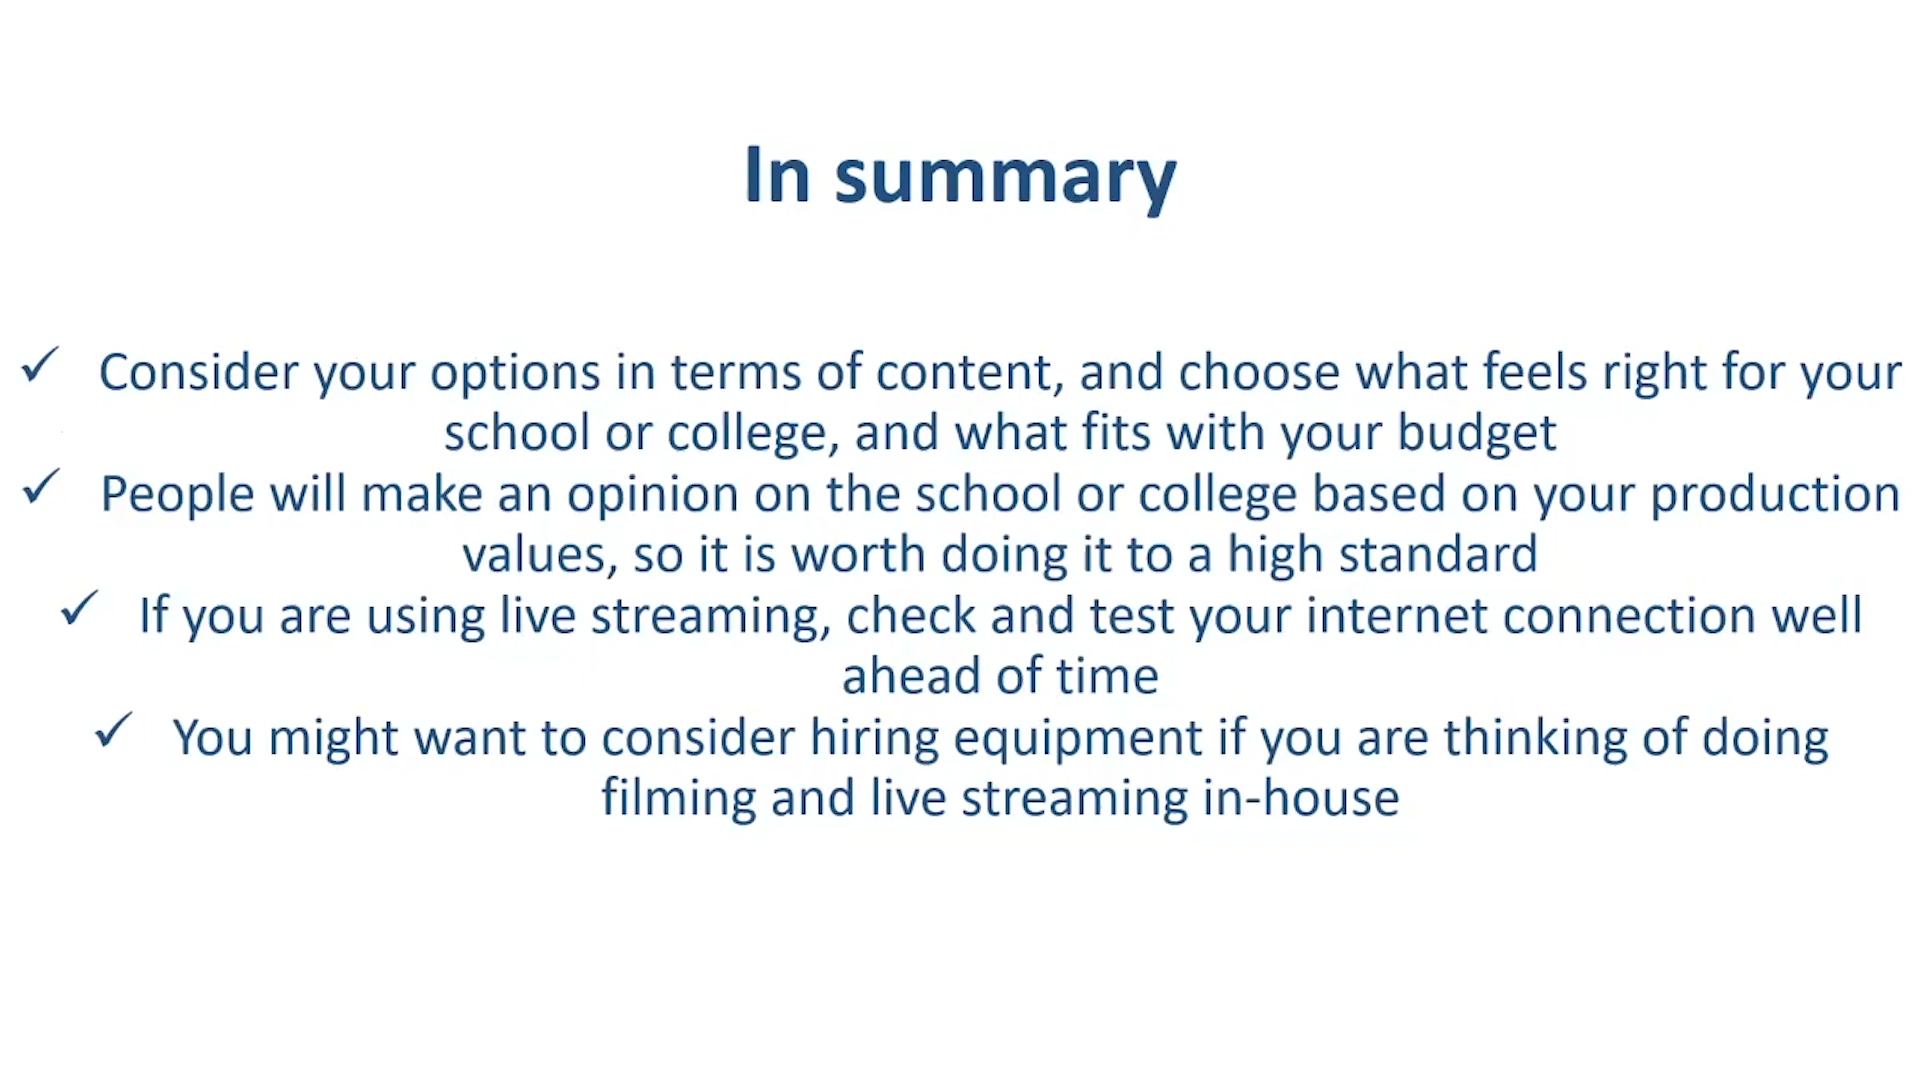 In summary
✓ Consider your options in terms of content, and choose what feels right for your
school or college, and what fits with your budget
✓ People will make an opinion on the school or college based on your production
values, so it is worth doing it to a high standard
✓ If you are using live streaming, check and test your internet connection well
ahead of time
✓ You might want to consider hiring equipment if you are thinking of doing
filming and live streaming in-house